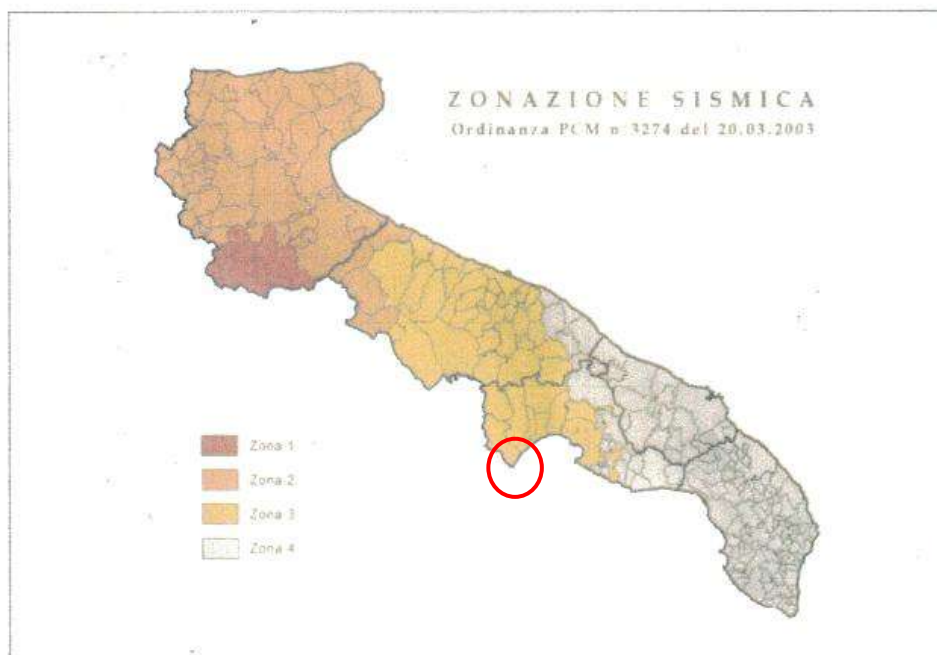 ZONAZIONE SISMICA
Ordinanza PCM n.3274 del 20.03.2003
Zona 1
Zona 2
Zona 3
Zona 4